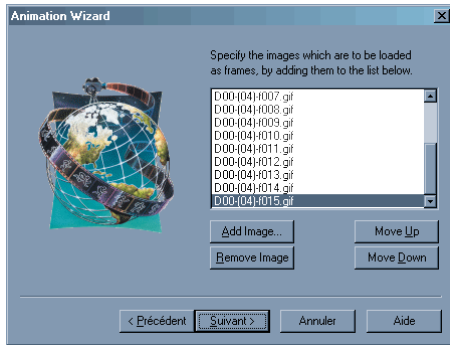 Animation Wizard
Specify the images which are to be loaded
as frames, by adding them to the list below.
D00-(04)-f007.gif
D00-(04)-f008.gif
D00-(04)-f009.gif
D00-(04)-f010.gif
D00-(04)-f011.gif
D00-(04)-f012.gif
D00-(04)-f013.gif
D00-(04)-f014.gif
D00-(04)-f015.gif
Add Image... Move Up
Remove Image Move Down
< Précédent Suivant > Annuler Aide